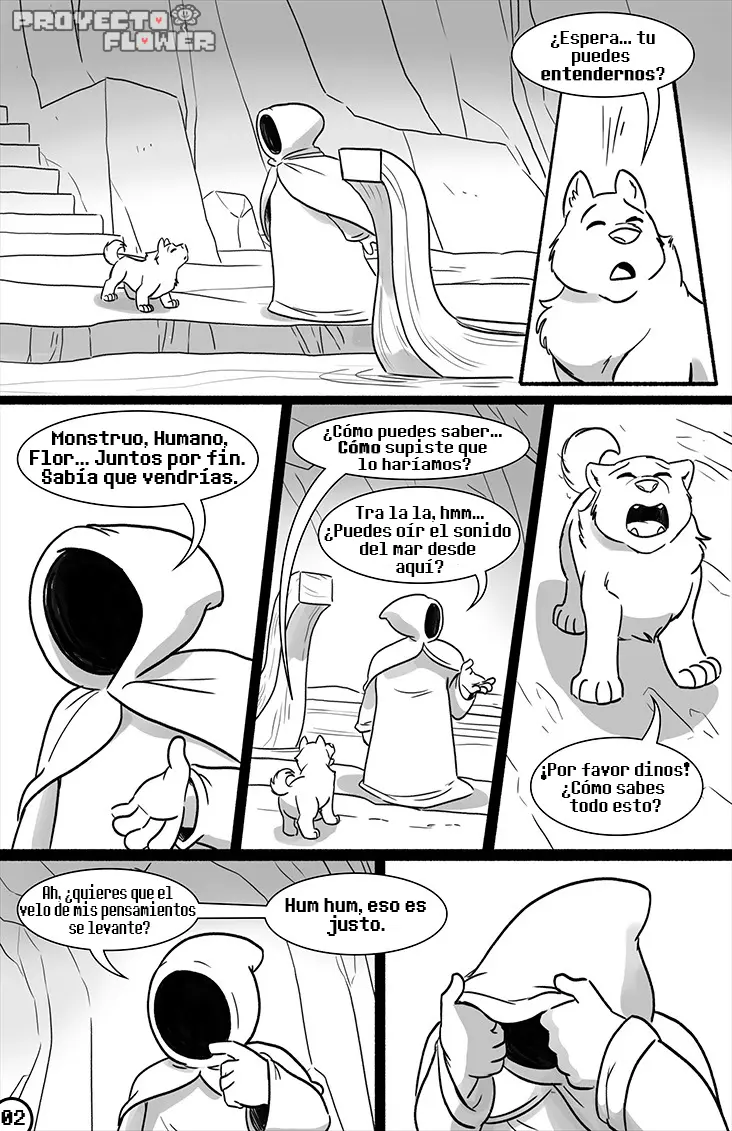 PROYECTO
FLOWER
¿Espera... tu
puedes
entendernos?
Monstruo, Humano,
Flor... Juntos por fin.
Sabía que vendrías.
¿Cómo puedes saber...
Cómo supiste que
lo haríamos?
Tra la la, hmm...
¿Puedes oír el sonido
del mar desde
aquí?
¡Por favor dinos!
¿Cómo sabes
todo esto?
Ah, ¿quieres que el
velo de mis pensamientos
se levante?
Hum hum, eso es
justo.
02